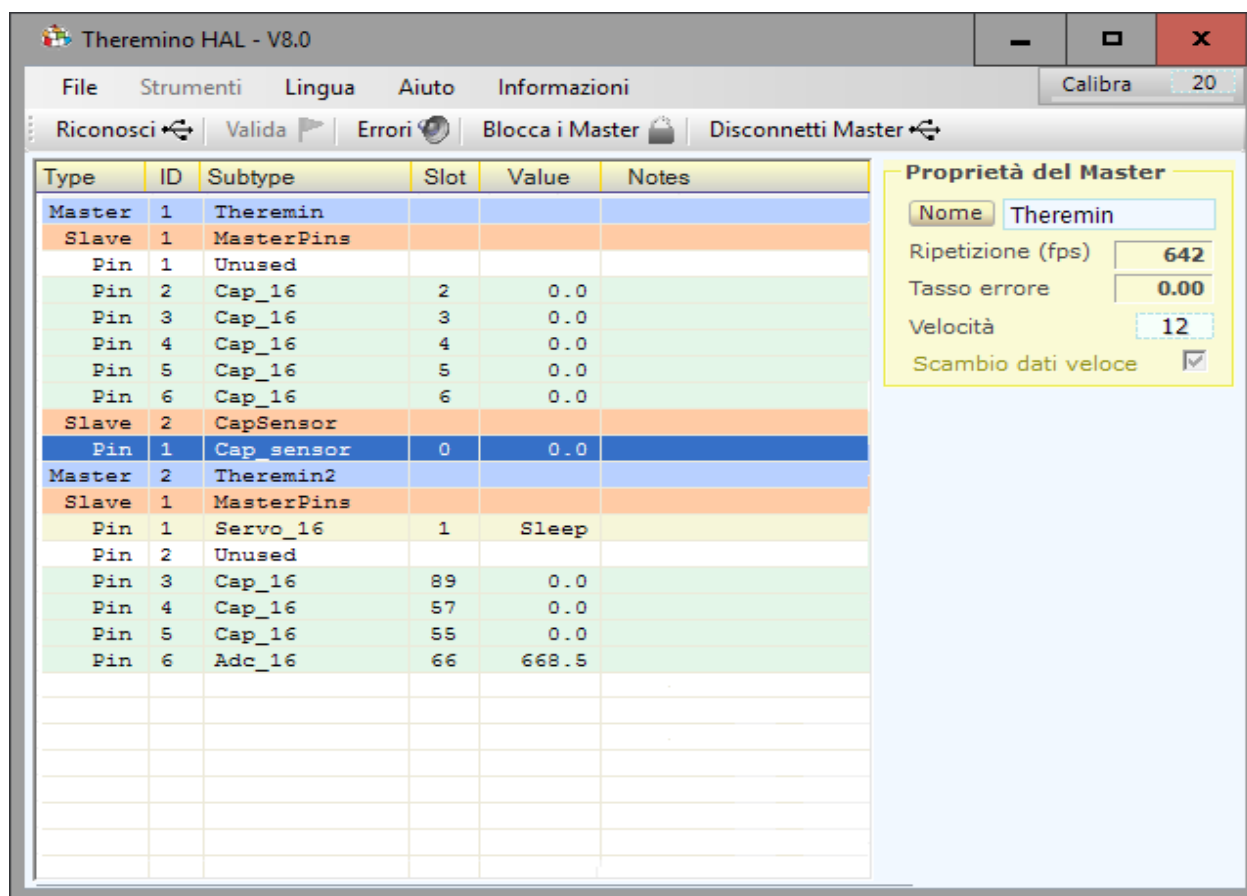 Theremino HAL - V8.0
File Strumenti Lingua Aiuto Informazioni Calibra 20
Riconosci Valida Errori Blocca i Master Disconnetti Master
Type ID Subtype Slot Value Notes
Master 1 Theremin
Slave 1 MasterPins
Pin 1 Unused
Pin 2 Cap_16 2 0.0
Pin 3 Cap_16 3 0.0
Pin 4 Cap_16 4 0.0
Pin 5 Cap_16 5 0.0
Pin 6 Cap_16 6 0.0
Slave 2 CapSensor
Pin 1 Cap_sensor 0 0.0
Master 2 Theremin2
Slave 1 MasterPins
Pin 1 Servo_16 1 Sleep
Pin 2 Unused
Pin 3 Cap_16 89 0.0
Pin 4 Cap_16 57 0.0
Pin 5 Cap_16 55 0.0
Pin 6 Adc_16 66 668.5
Proprietà del Master
Nome Theremin
Ripetizione (fps) 642
Tasso errore 0.00
Velocità 12
Scambio dati veloce